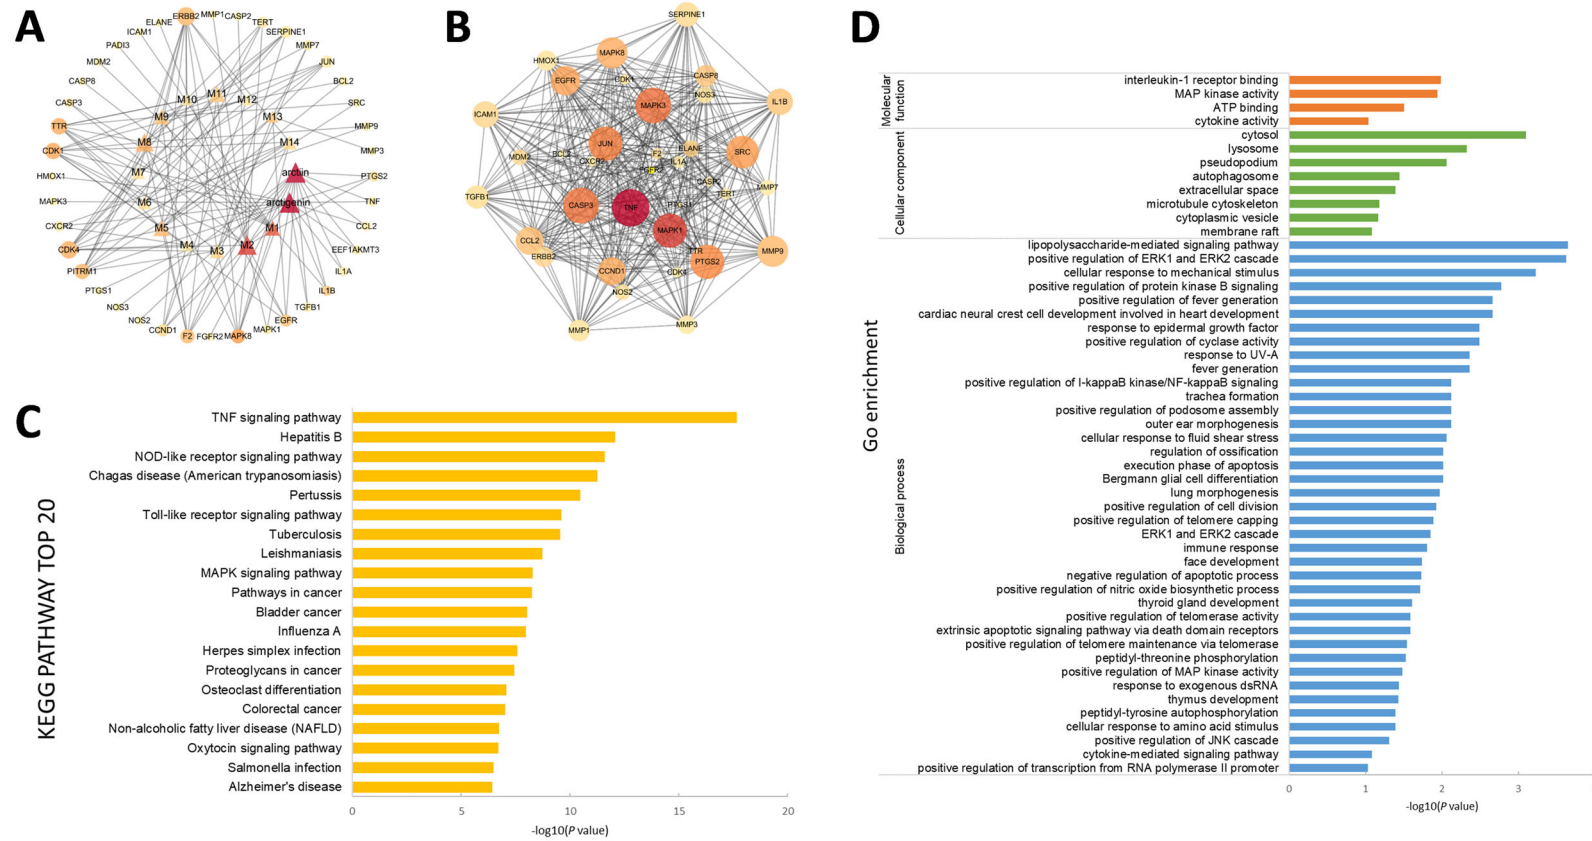 A
ERBB2
MMP1
CASP2
ELANE
TERT
ICAM1
SERPINE1
PADI3
MMP7
MDM2
JUN
CASP8
BCL2
CASP3
SRC
TTR
MMP9
CDK1
MMP3
HMOX1
PTGS2
MAPK3
TNF
CXCR2
CCL2
CDK4
EEF1AKMT3
PITRM1
IL1A
PTGS1
IL1B
NOS3
TGFB1
NOS2
EGFR
CCND1
MAPK1
F2
FGFR2
MAPK8
M11
M10
M12
M9
M13
M8
M14
M7
arctiin
M6
arctigenin
M5
M1
M4
M2
M3
B
SERPINE1
MAPK8
HMOX1
EGFR
CDK1
CASP8
NOS3
IL1B
MAPK3
ICAM1
JUN
MDM2
BCL2
CXCR2
F2
ELANE
IL1A
SRC
FGFR2
CASP2
TERT
MMP7
TGFB1
CASP3
TNF
PTGS1
MAPK1
CCL2
ERBB2
TTR
PTGS2
MMP9
CCND1
CDK4
NOS2
MMP1
MMP3
C
KEGG PATHWAY TOP 20
TNF signaling pathway
Hepatitis B
NOD-like receptor signaling pathway
Chagas disease (American trypanosomiasis)
Pertussis
Toll-like receptor signaling pathway
Tuberculosis
Leishmaniasis
MAPK signaling pathway
Pathways in cancer
Bladder cancer
Influenza A
Herpes simplex infection
Proteoglycans in cancer
Osteoclast differentiation
Colorectal cancer
Non-alcoholic fatty liver disease (NAFLD)
Oxytocin signaling pathway
Salmonella infection
Alzheimer's disease
0 5 10 15 20
-log10(P value)
D
Go enrichment
Molecular
function
interleukin-1 receptor binding
MAP kinase activity
ATP binding
cytokine activity
Cellular component
cytosol
lysosome
pseudopodium
autophagosome
extracellular space
microtubule cytoskeleton
cytoplasmic vesicle
membrane raft
Biological process
lipopolysaccharide-mediated signaling pathway
positive regulation of ERK1 and ERK2 cascade
cellular response to mechanical stimulus
positive regulation of protein kinase B signaling
positive regulation of fever generation
cardiac neural crest cell development involved in heart development
response to epidermal growth factor
positive regulation of cyclase activity
response to UV-A
fever generation
positive regulation of I-kappaB kinase/NF-kappaB signaling
trachea formation
positive regulation of podosome assembly
outer ear morphogenesis
cellular response to fluid shear stress
regulation of ossification
execution phase of apoptosis
Bergmann glial cell differentiation
lung morphogenesis
positive regulation of cell division
positive regulation of telomere capping
ERK1 and ERK2 cascade
immune response
face development
negative regulation of apoptotic process
positive regulation of nitric oxide biosynthetic process
thyroid gland development
positive regulation of telomerase activity
extrinsic apoptotic signaling pathway via death domain receptors
positive regulation of telomere maintenance via telomerase
peptidyl-threonine phosphorylation
positive regulation of MAP kinase activity
response to exogenous dsRNA
thymus development
peptidyl-tyrosine autophosphorylation
cellular response to amino acid stimulus
positive regulation of JNK cascade
cytokine-mediated signaling pathway
positive regulation of transcription from RNA polymerase II promoter
0 1 2 3
-log10(P value)